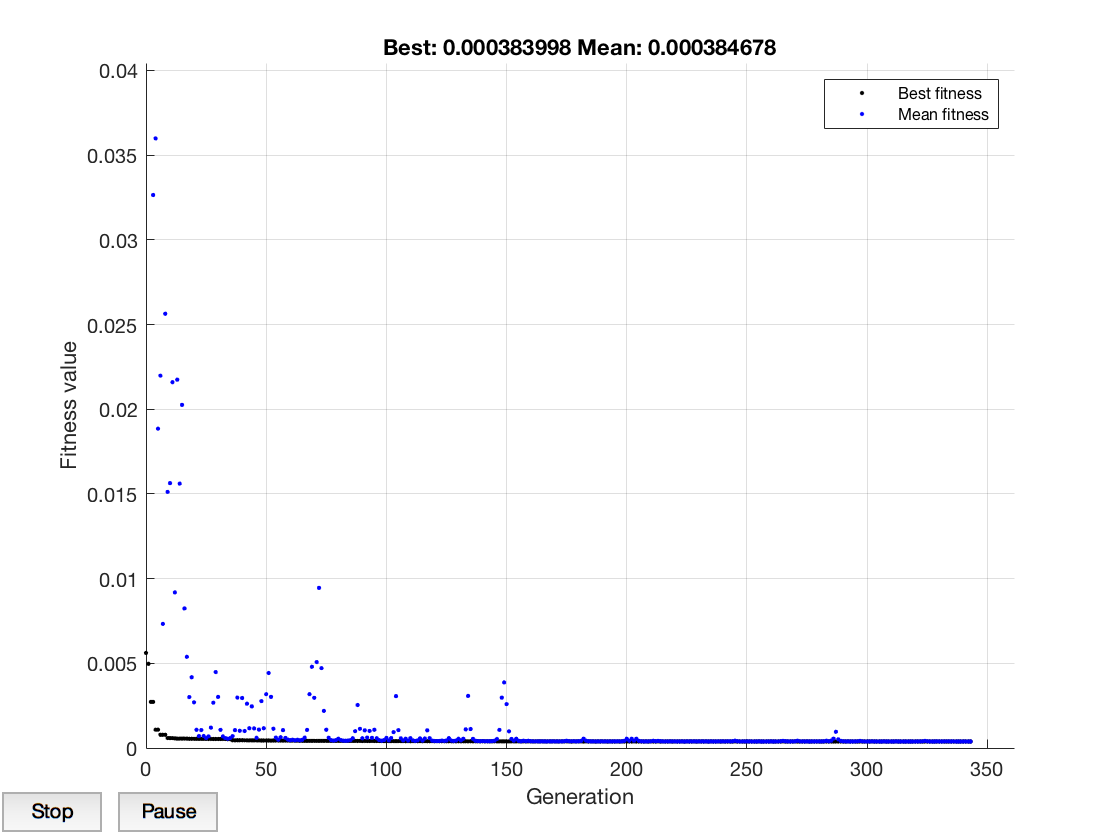 Best: 0.000383998 Mean: 0.000384678
Best fitness
Mean fitness
0.04
0.035
0.03
0.025
0.02
0.015
0.01
0.005
0
Fitness value
0 50 100 150 200 250 300 350
Generation
Stop Pause